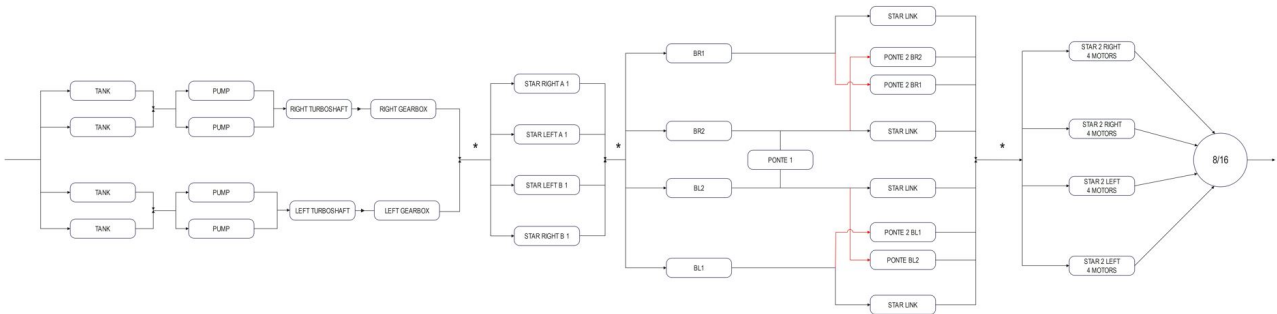 TANK
TANK
TANK
TANK
PUMP
PUMP
PUMP
PUMP
RIGHT TURBOSHAFT
LEFT TURBOSHAFT
RIGHT GEARBOX
LEFT GEARBOX
*
STAR RIGHT A 1
STAR LEFT A 1
STAR LEFT B 1
STAR RIGHT B 1
*
BR1
BR2
BL2
BL1
PONTE 1
STAR LINK
PONTE 2 BR2
PONTE 2 BR1
STAR LINK
STAR LINK
PONTE 2 BL1
PONTE BL2
STAR LINK
*
STAR 2 RIGHT
4 MOTORS
STAR 2 RIGHT
4 MOTORS
STAR 2 LEFT
4 MOTORS
STAR 2 LEFT
4 MOTORS
8/16